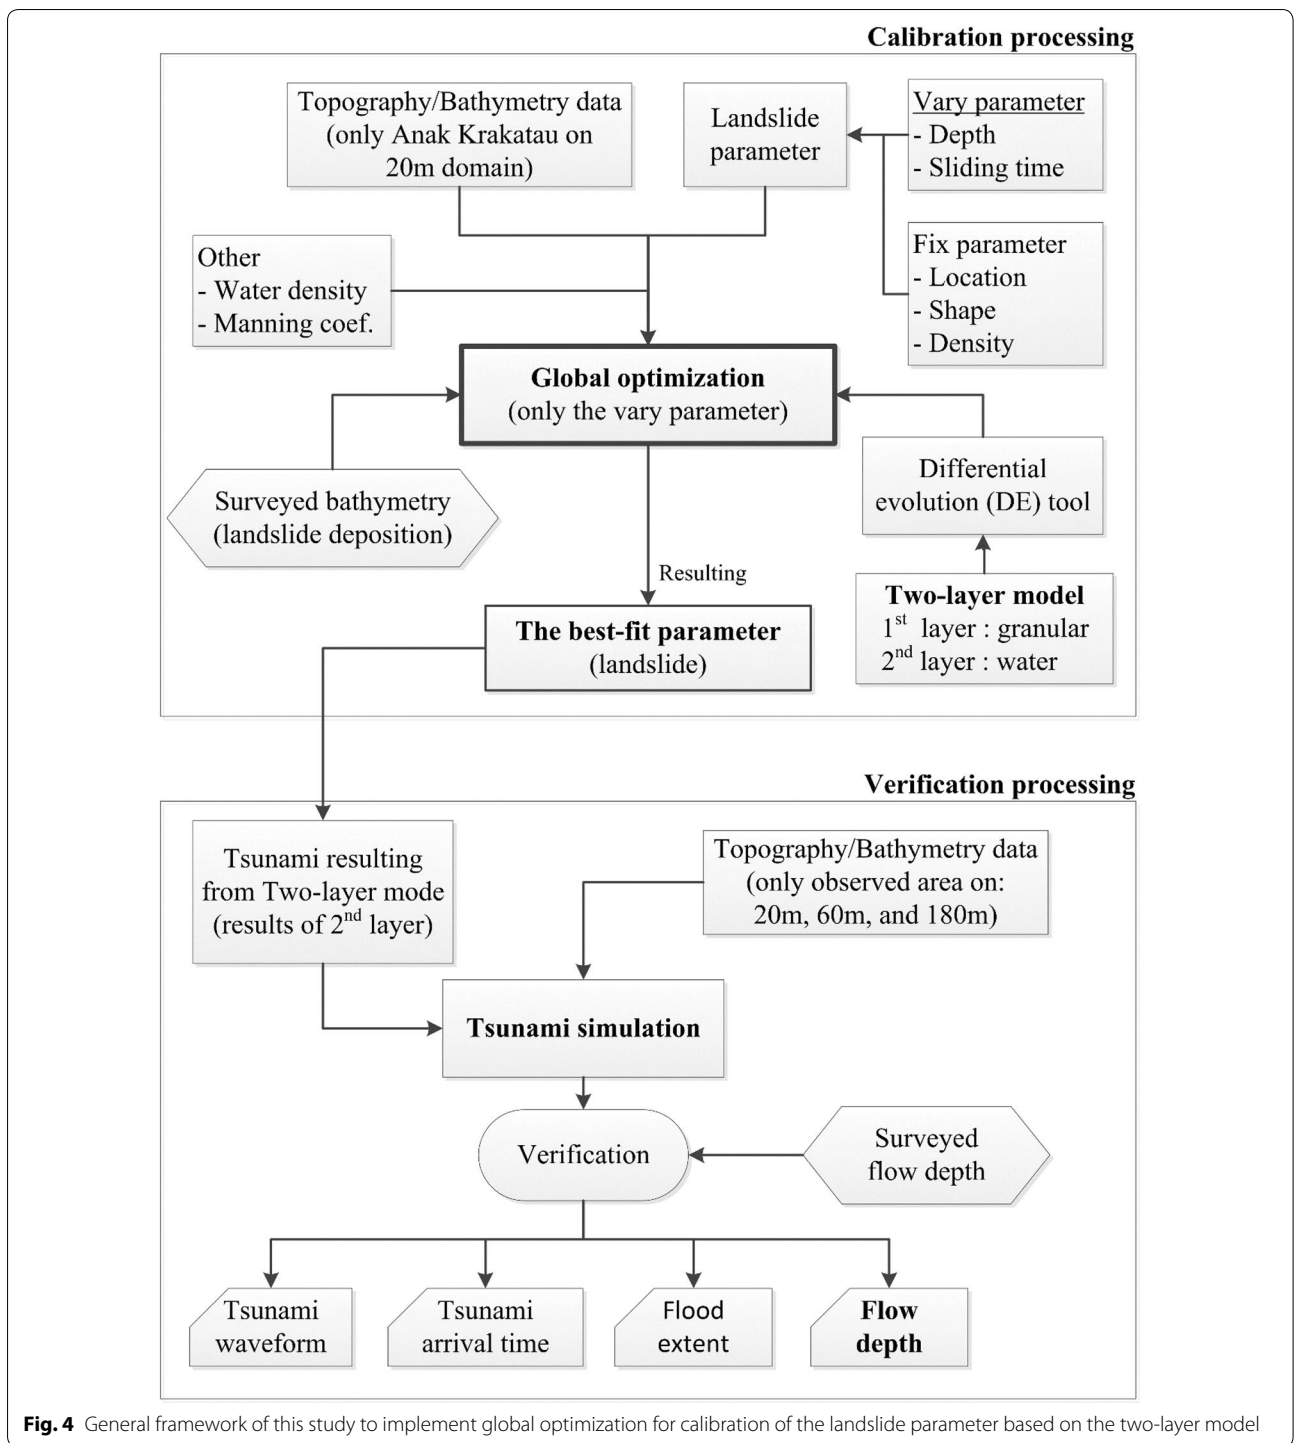 Calibration processing
Topography/Bathymetry data
(only Anak Krakatau on
20m domain)
Landslide
parameter
Vary parameter
- Depth
- Sliding time
Other
- Water density
- Manning coef.
Fix parameter
- Location
- Shape
- Density
Global optimization
(only the vary parameter)
Surveyed bathymetry
(landslide deposition)
Differential
evolution (DE) tool
Resulting
Two-layer model
1st layer : granular
2nd layer : water
The best-fit parameter
(landslide)
Verification processing
Tsunami resulting
from Two-layer mode
(results of 2nd layer)
Topography/Bathymetry data
(only observed area on:
20m, 60m, and 180m)
Tsunami simulation
Verification
Surveyed
flow depth
Tsunami
waveform
Tsunami
arrival time
Flood
extent
Flow
depth
Fig. 4 General framework of this study to implement global optimization for calibration of the landslide parameter based on the two-layer model